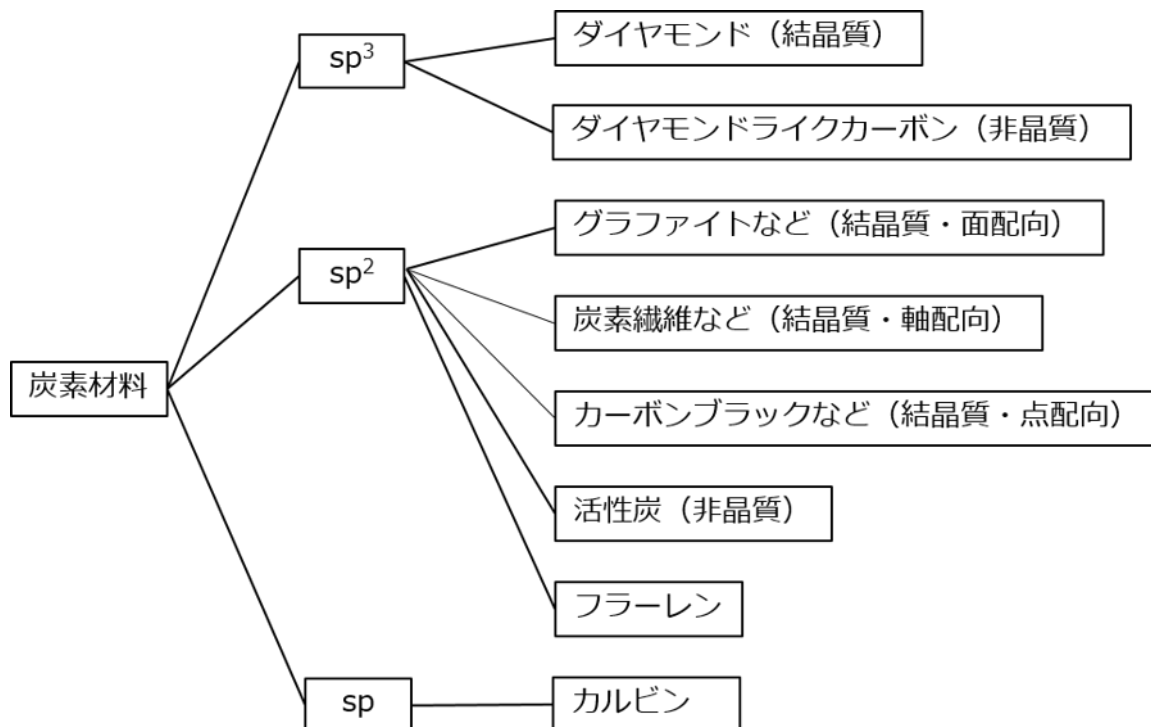 炭素材料
sp³
ダイヤモンド（結晶質）
ダイヤモンドライクカーボン（非晶質）
sp²
グラファイトなど（結晶質・面配向）
炭素繊維など（結晶質・軸配向）
カーボンブラックなど（結晶質・点配向）
活性炭（非晶質）
フラーレン
sp
カルビン